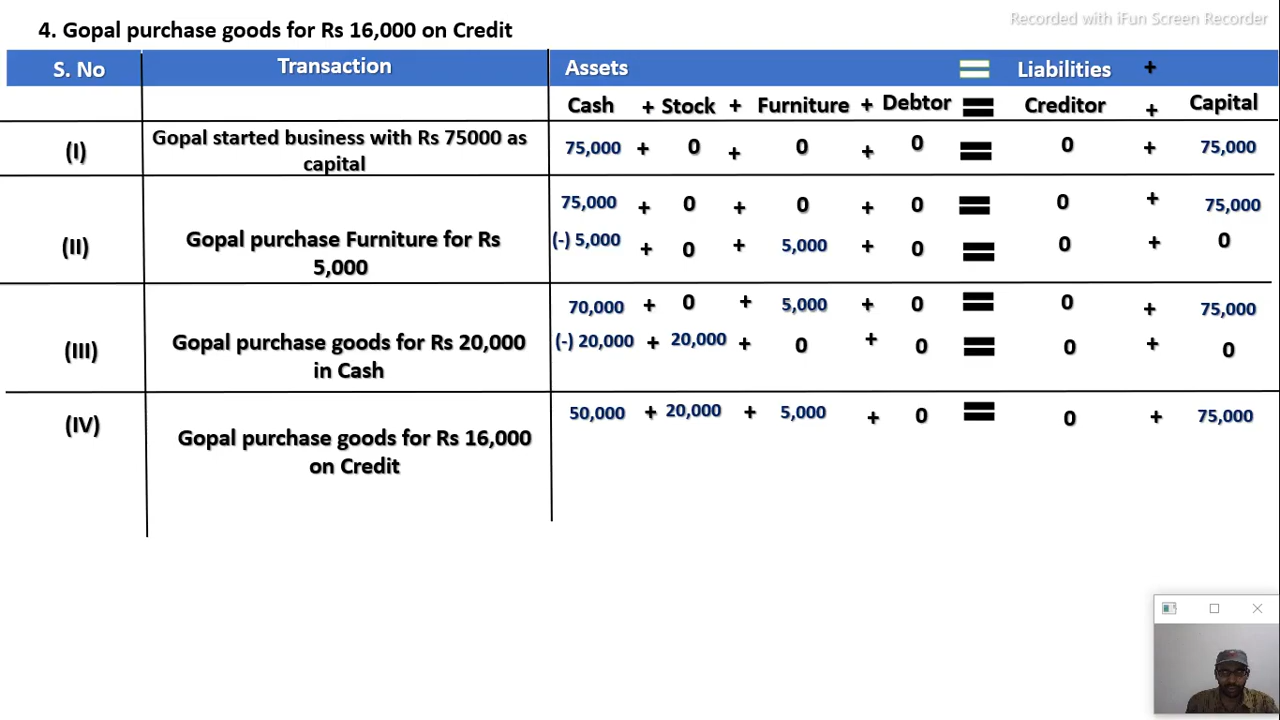 Recorded with iFun Screen Recorder
4. Gopal purchase goods for Rs 16,000 on Credit
S. No Transaction Assets = Liabilities +
Cash + Stock + Furniture + Debtor = Creditor + Capital
(I) Gopal started business with Rs 75000 as capital 75,000 + 0 + 0 + 0 = 0 + 75,000
75,000 + 0 + 0 + 0 = 0 + 75,000
(II) Gopal purchase Furniture for Rs 5,000 (-) 5,000 + 0 + 5,000 + 0 = 0 + 0
70,000 + 0 + 5,000 + 0 = 0 + 75,000
(III) Gopal purchase goods for Rs 20,000 in Cash (-) 20,000 + 20,000 + 0 + 0 = 0 + 0
50,000 + 20,000 + 5,000 + 0 = 0 + 75,000
(IV) Gopal purchase goods for Rs 16,000 on Credit